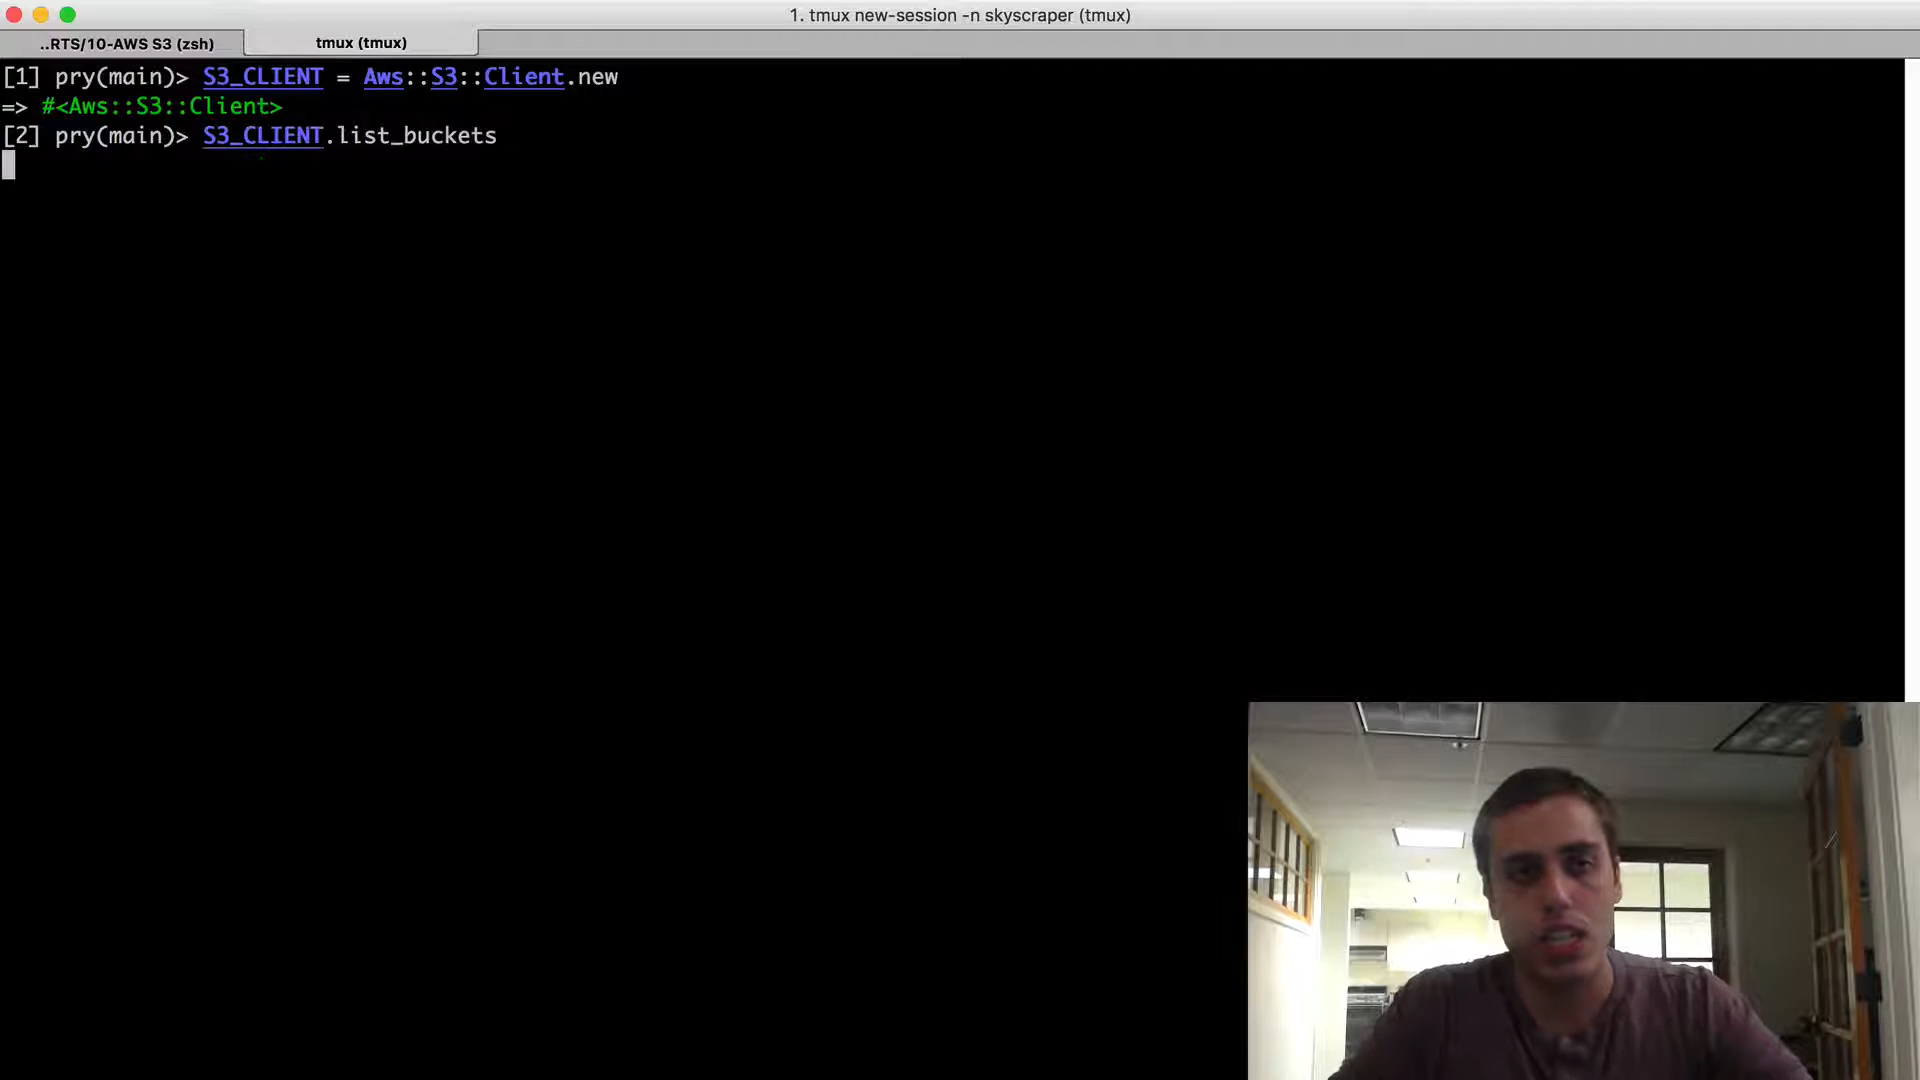 1. tmux new-session -n skyscraper (tmux)
..RTS/10-AWS S3 (zsh)
tmux (tmux)
[1] pry(main)> S3_CLIENT = Aws::S3::Client.new
=> #<Aws::S3::Client>
[2] pry(main)> S3_CLIENT.list_buckets